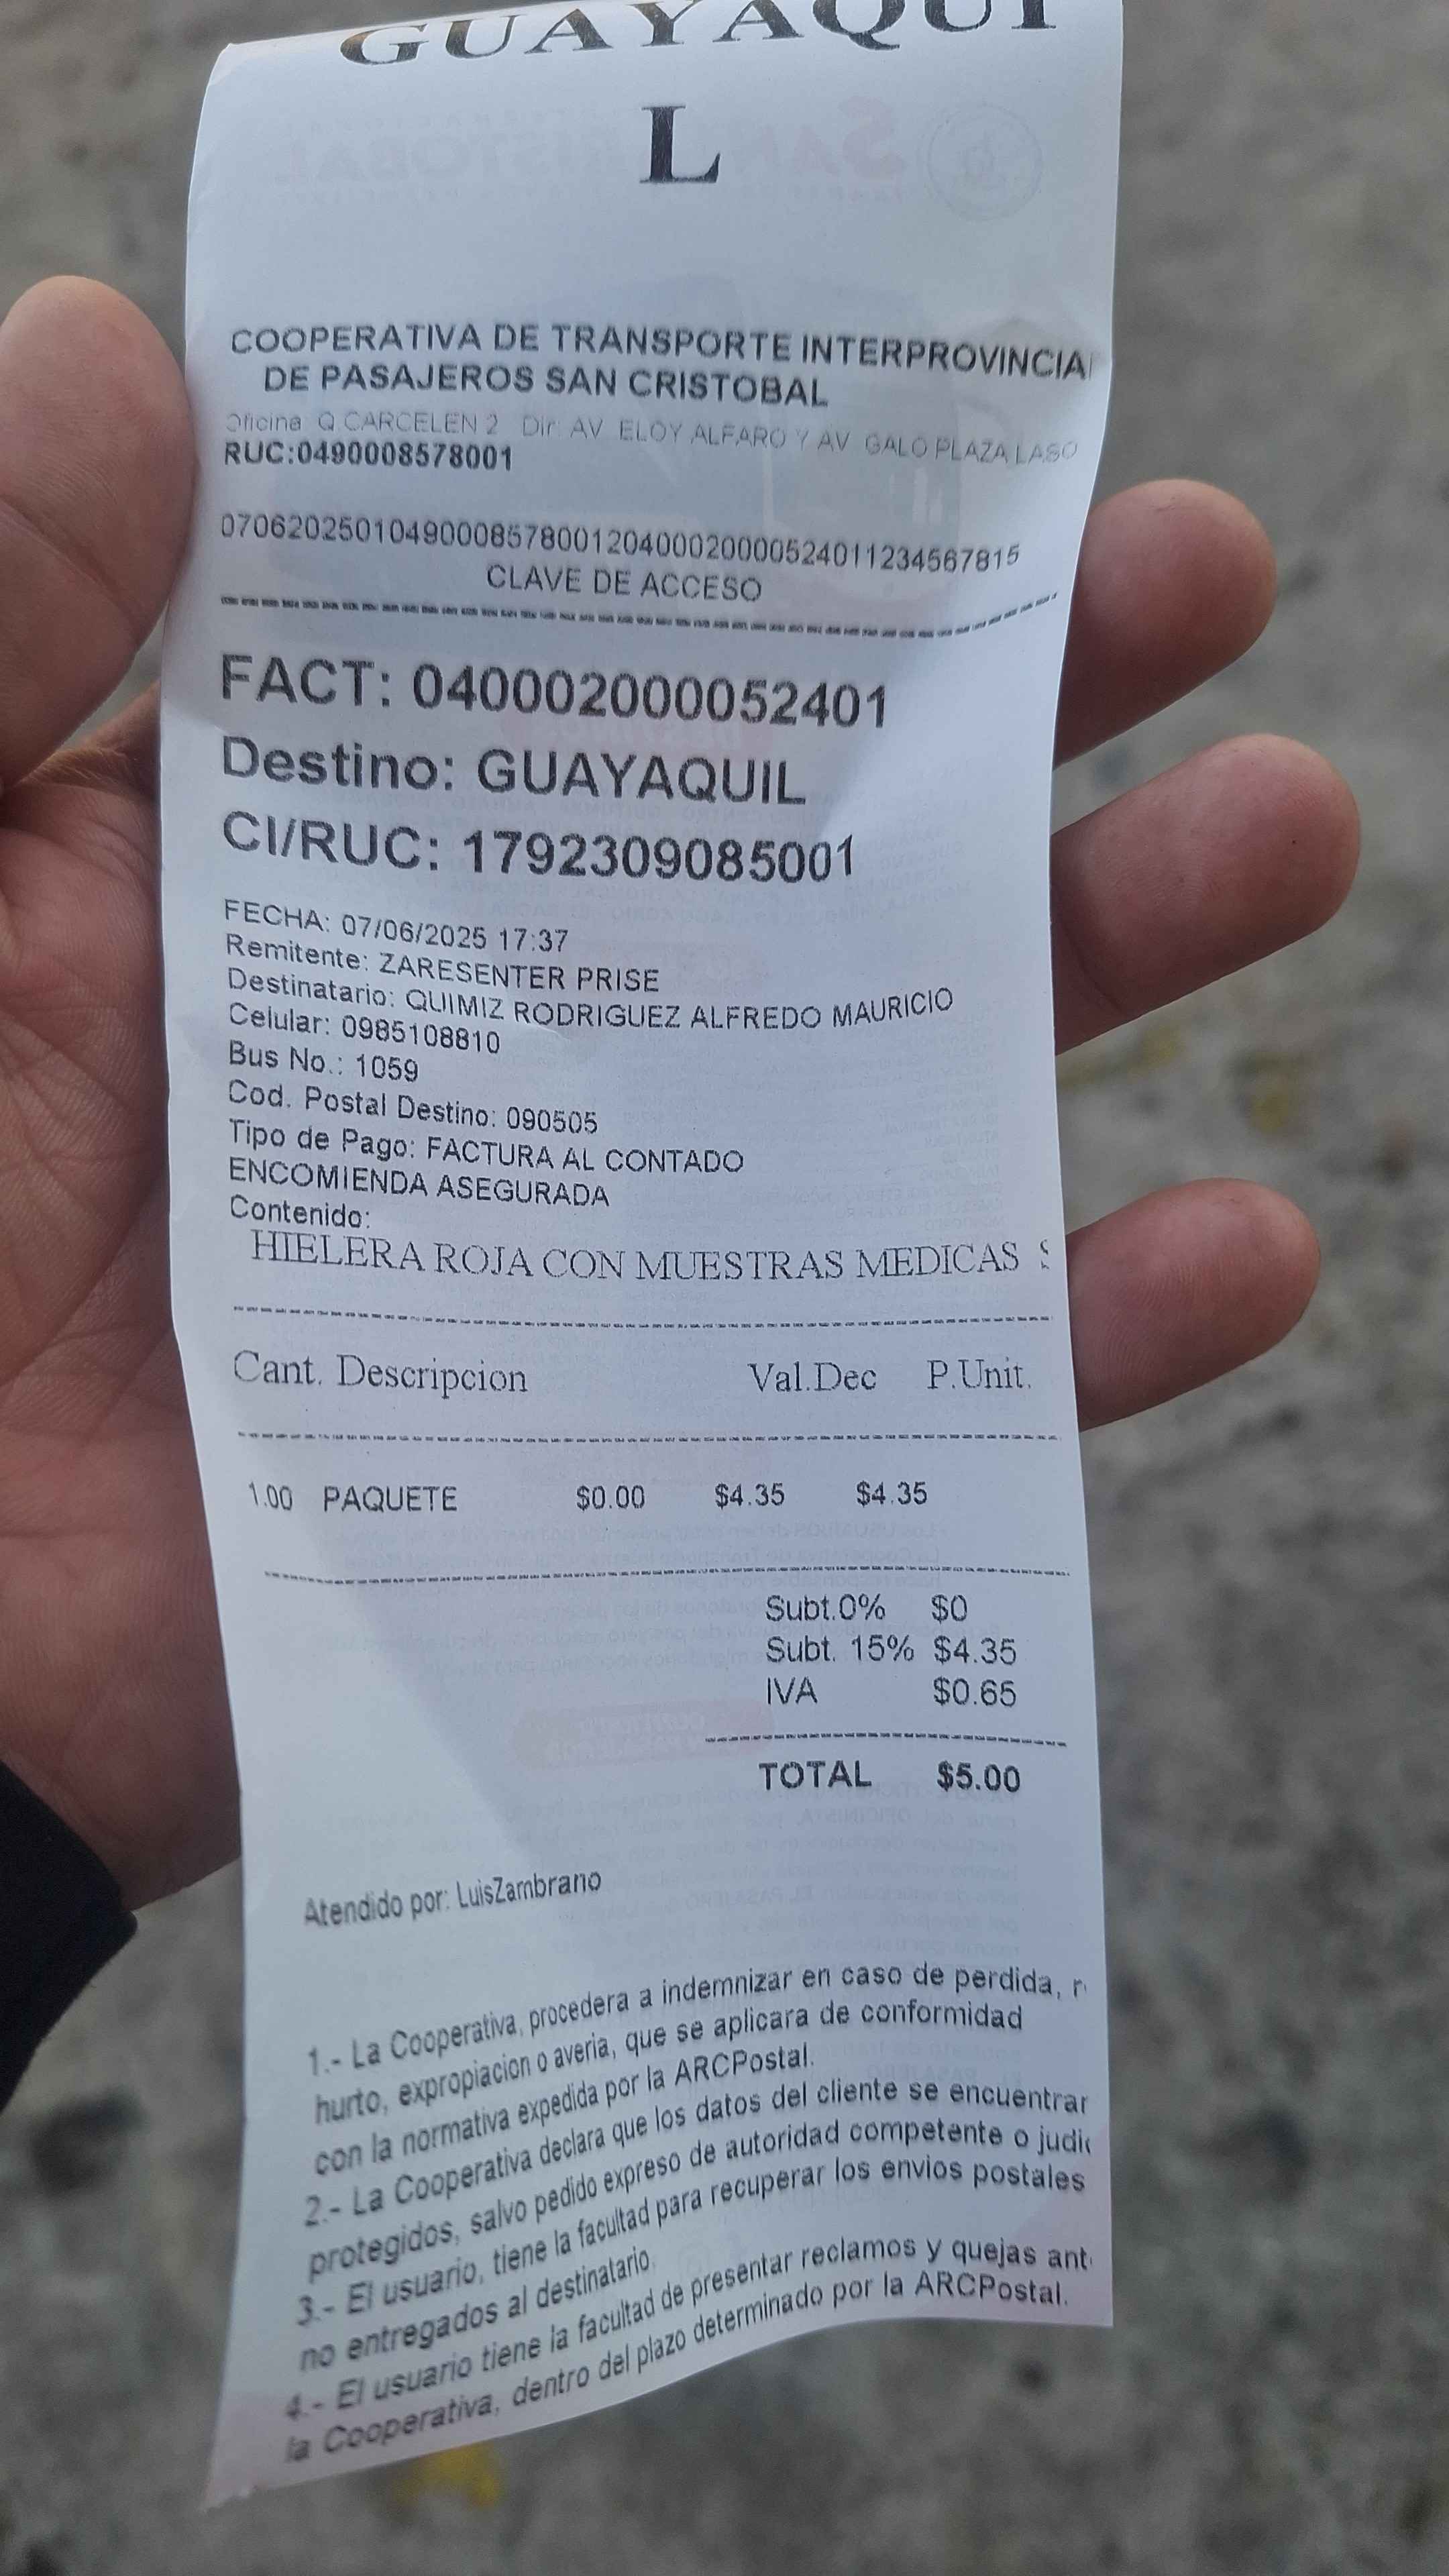 GUAYAQUI
L
COOPERATIVA DE TRANSPORTE INTERPROVINCIAL
DE PASAJEROS SAN CRISTOBAL
Oficina: Q.CARCELEN 2 Dir: AV. ELOY ALFARO Y AV. GALO PLAZA LASO
RUC:0490008578001
0706202501049000857800120400020000524011234567815
CLAVE DE ACCESO
FACT: 040002000052401
Destino: GUAYAQUIL
CI/RUC: 1792309085001
FECHA: 07/06/2025 17:37
Remitente: ZARESENTER PRISE
Destinatario: QUIMIZ RODRIGUEZ ALFREDO MAURICIO
Celular: 0985108810
Bus No.: 1059
Cod. Postal Destino: 090505
Tipo de Pago: FACTURA AL CONTADO
ENCOMIENDA ASEGURADA
Contenido:
HIELERA ROJA CON MUESTRAS MEDICAS
Cant. Descripcion Val.Dec P.Unit.
1.00 PAQUETE $0.00 $4.35 $4.35
Subt.0% $0
Subt. 15% $4.35
IVA $0.65
TOTAL $5.00
Atendido por: LuisZambrano
1.- La Cooperativa, procedera a indemnizar en caso de perdida,
hurto, expropiacion o averia, que se aplicara de conformidad
con la normativa expedida por la ARCPostal.
2.- La Cooperativa declara que los datos del cliente se encuentran
protegidos, salvo pedido expreso de autoridad competente o judic
3.- El usuario, tiene la facultad para recuperar los envios postales
no entregados al destinatario.
4.- El usuario tiene la facultad de presentar reclamos y quejas ant
la Cooperativa, dentro del plazo determinado por la ARCPostal.